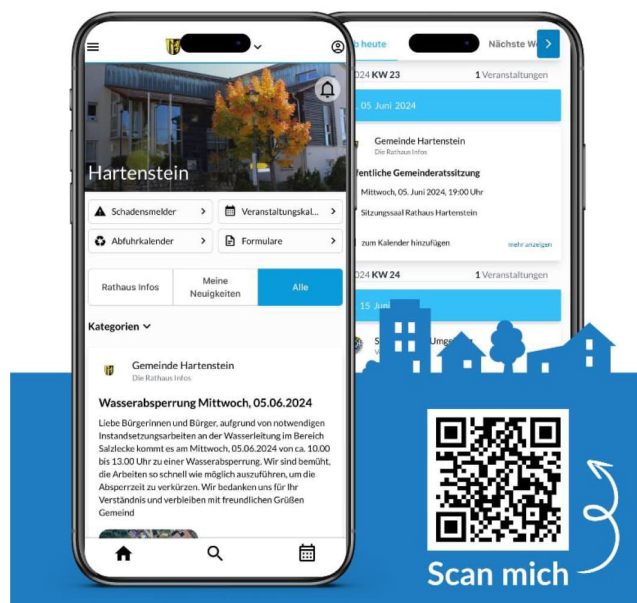 Hartenstein
Schadensmelder
Veranstaltungskal...
Abfuhrkalender
Formulare
Rathaus Infos
Meine
Neuigkeiten
Alle
Kategorien
Gemeinde Hartenstein
Die Rathaus Infos
Wasserabsperrung Mittwoch, 05.06.2024
Liebe Bürgerinnen und Bürger, aufgrund von notwendigen
Instandsetzungsarbeiten an der Wasserleitung im Bereich
Salzlecke kommt es am Mittwoch, 05.06.2024 von ca. 10.00
bis 13.00 Uhr zu einer Wasserabsperrung. Wir sind bemüht,
die Arbeiten so schnell wie möglich auszuführen, um die
Absperrzeit zu verkürzen. Wir bedanken uns für Ihr
Verständnis und verbleiben mit freundlichen Grüßen
Gemeind
b heute
Nächste W
024 KW 23
1 Veranstaltungen
05 Juni 2024
Gemeinde Hartenstein
Die Rathaus Infos
fentliche Gemeinderatssitzung
Mittwoch, 05. Juni 2024, 19:00 Uhr
Sitzungssaal Rathaus Hartenstein
zum Kalender hinzufügen
mehr anzeigen
024 KW 24
1 Veranstaltungen
15 Juni
Scan mich